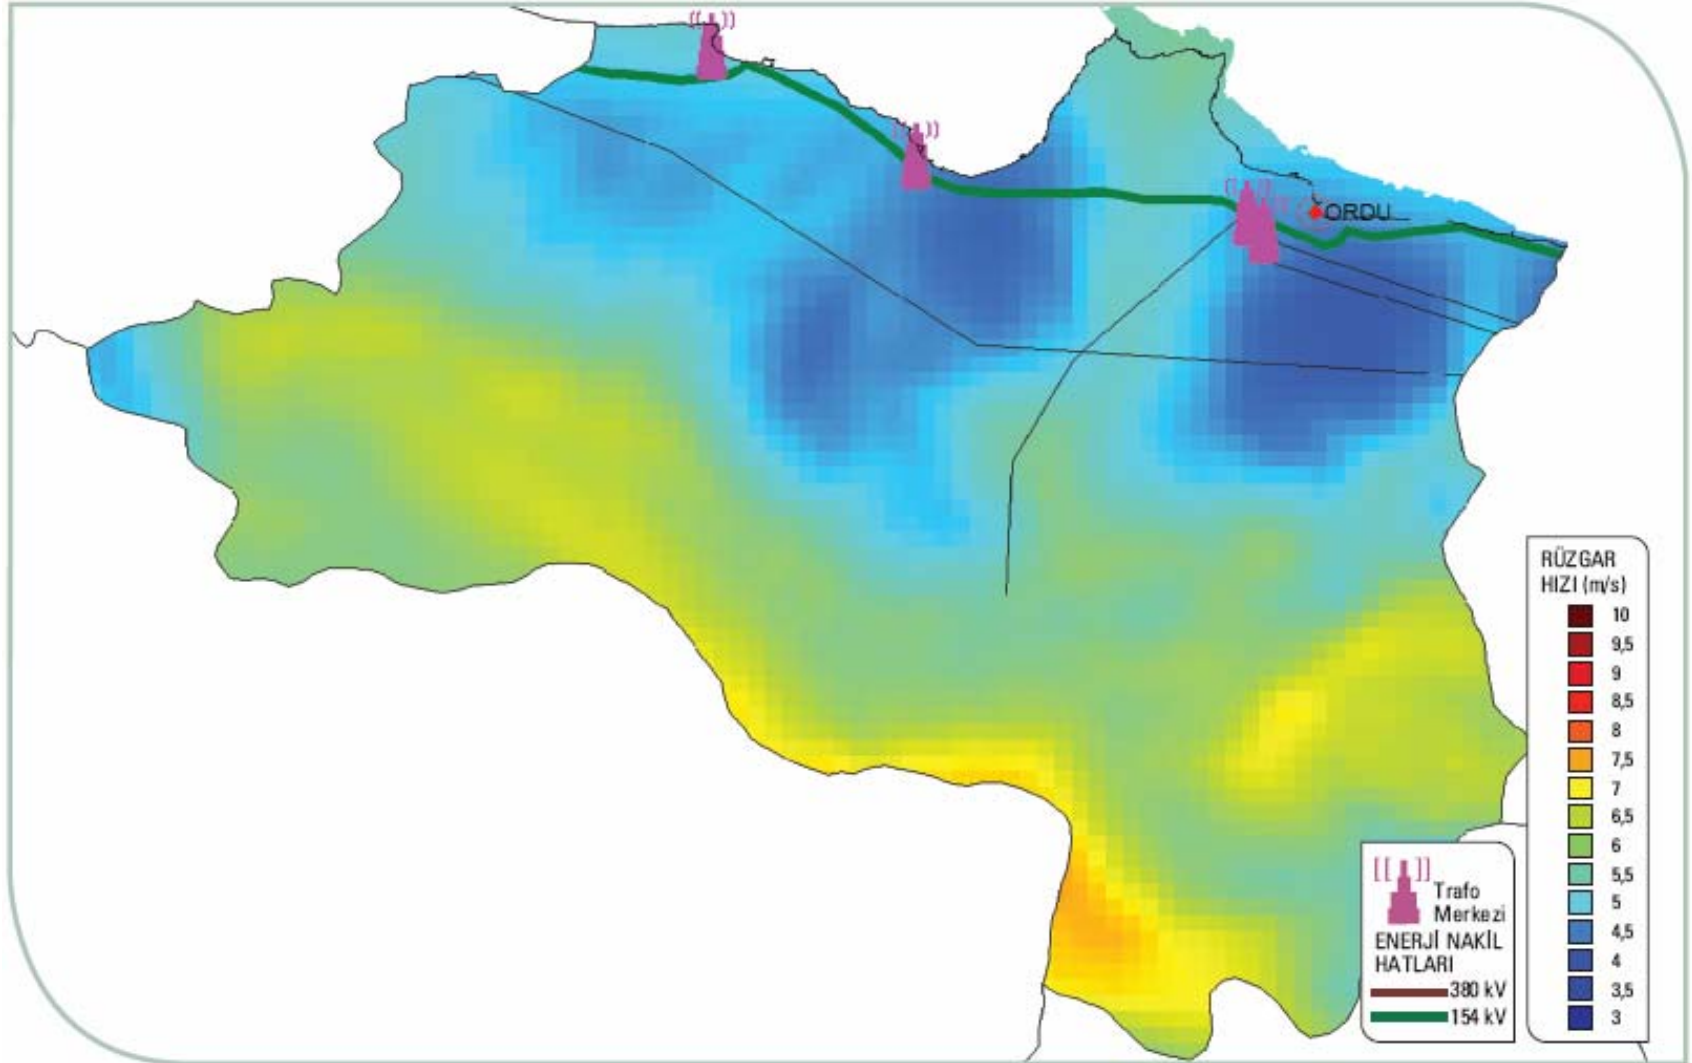 ORDU
RÜZGAR
HIZI (m/s)
10
9,5
9
8,5
8
7,5
7
6,5
6
5,5
5
4,5
4
3,5
3
Trafo
Merkezi
ENERJİ NAKİL
HATLARI
380 kV
154 kV